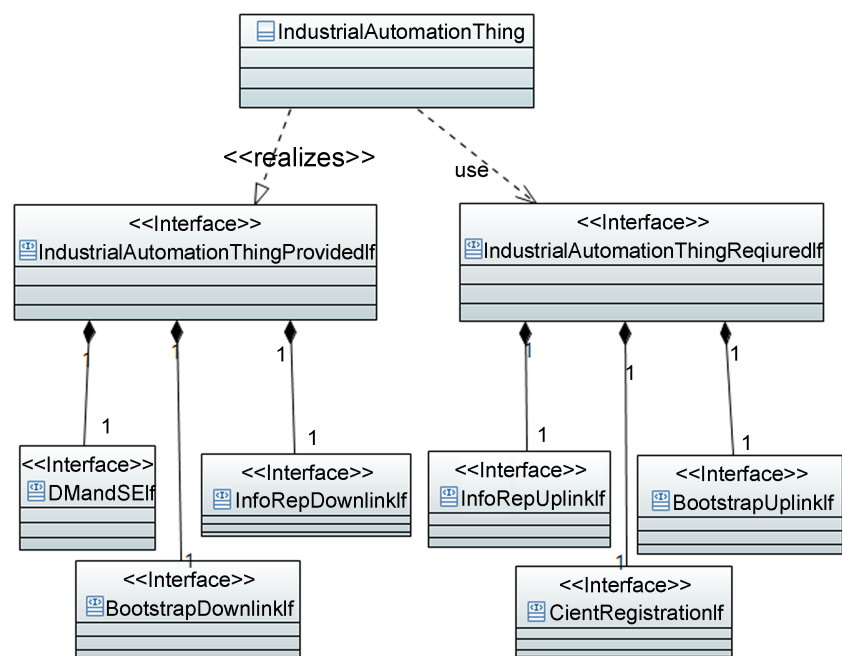 IndustrialAutomationThing
<<realizes>>
use
<<Interface>>
IndustrialAutomationThingProvidedIf
<<Interface>>
IndustrialAutomationThingReqiuredIf
1
1
1
1
1
1
1
1
1
1
<<Interface>>
DMandSEIf
<<Interface>>
InfoRepDownlinkIf
<<Interface>>
InfoRepUplinkIf
<<Interface>>
BootstrapUplinkIf
1
1
<<Interface>>
BootstrapDownlinkIf
<<Interface>>
CientRegistrationIf